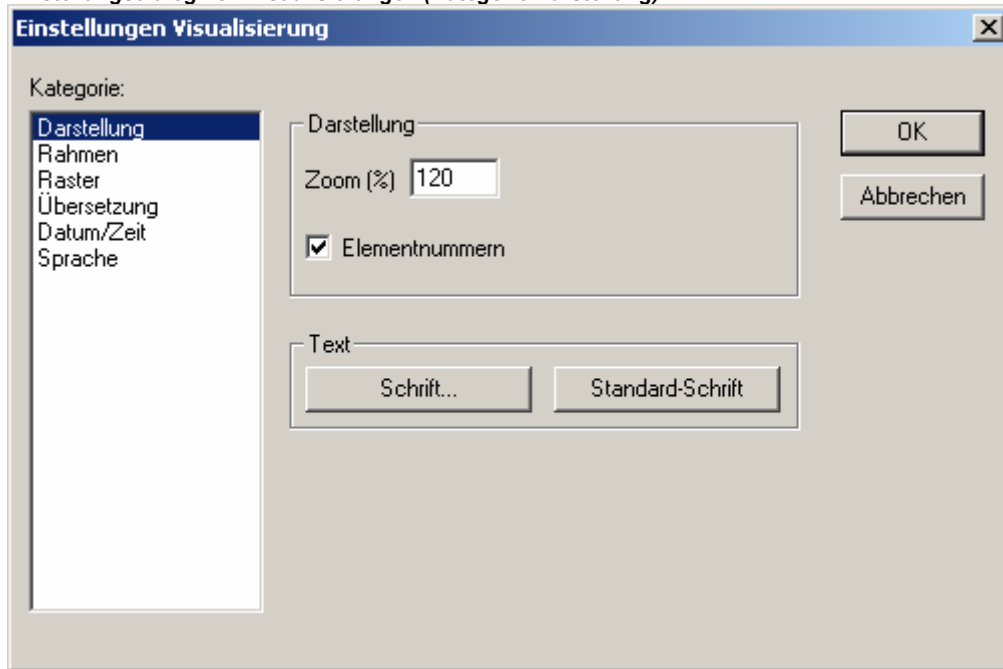 Einstellungen Visualisierung
Kategorie:
Darstellung
Rahmen
Raster
Übersetzung
Datum/Zeit
Sprache
Darstellung
Zoom (%) 120
Elementnummern
Text
Schrift...
Standard-Schrift
OK
Abbrechen